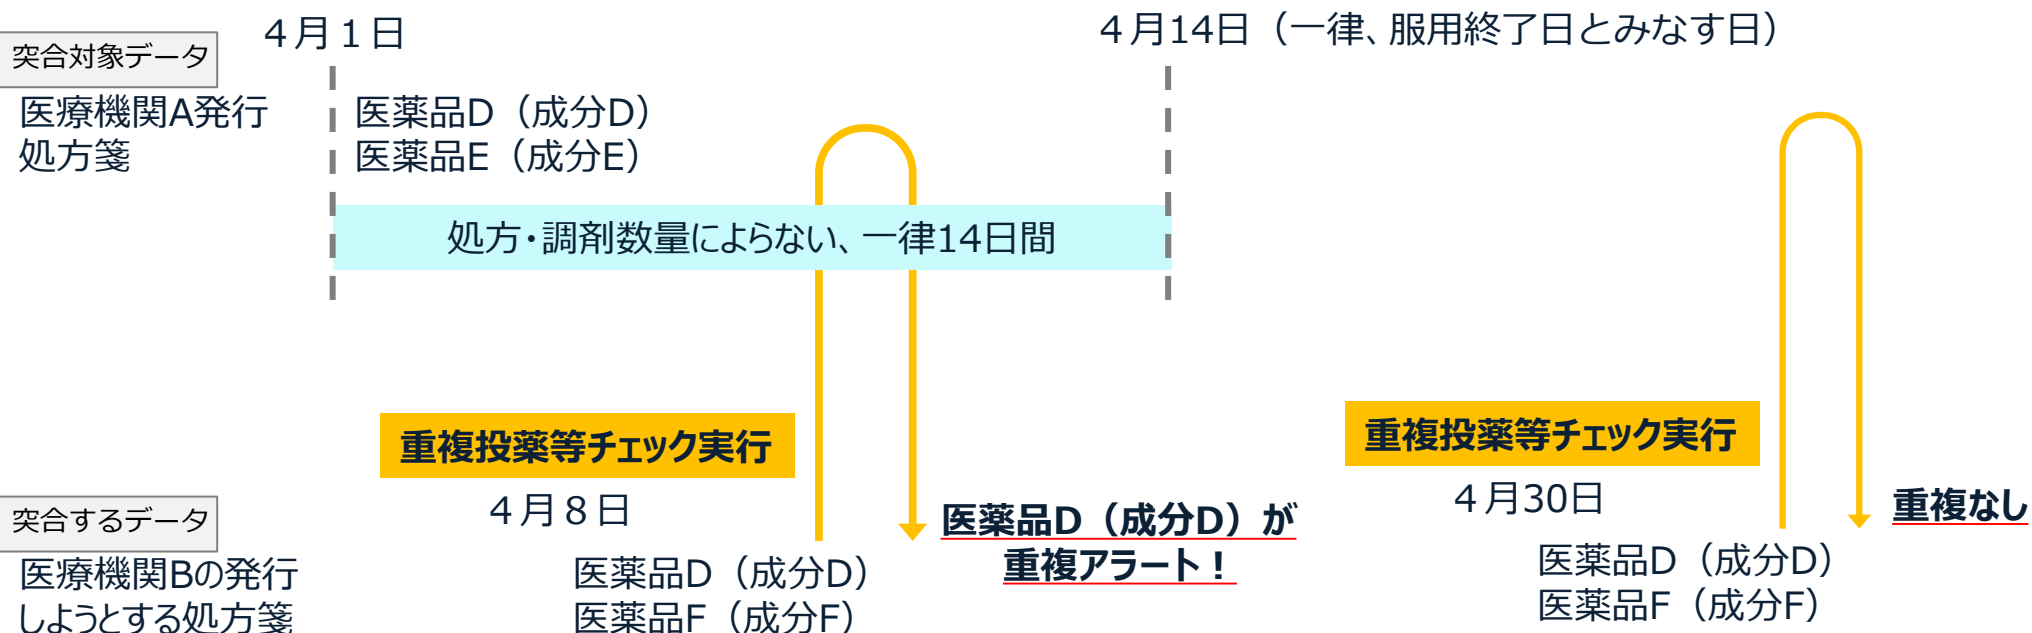 ４月１日
４月14日（一律、服用終了日とみなす日）
突合対象データ
医療機関A発行
処方箋
医薬品D（成分D）
医薬品E（成分E）
処方・調剤数量によらない、一律14日間
重複投薬等チェック実行
４月８日
重複投薬等チェック実行
４月30日
突合するデータ
医療機関Bの発行
しようとする処方箋
医薬品D（成分D）
医薬品F（成分F）
医薬品D（成分D）が
重複アラート！
医薬品D（成分D）
医薬品F（成分F）
重複なし